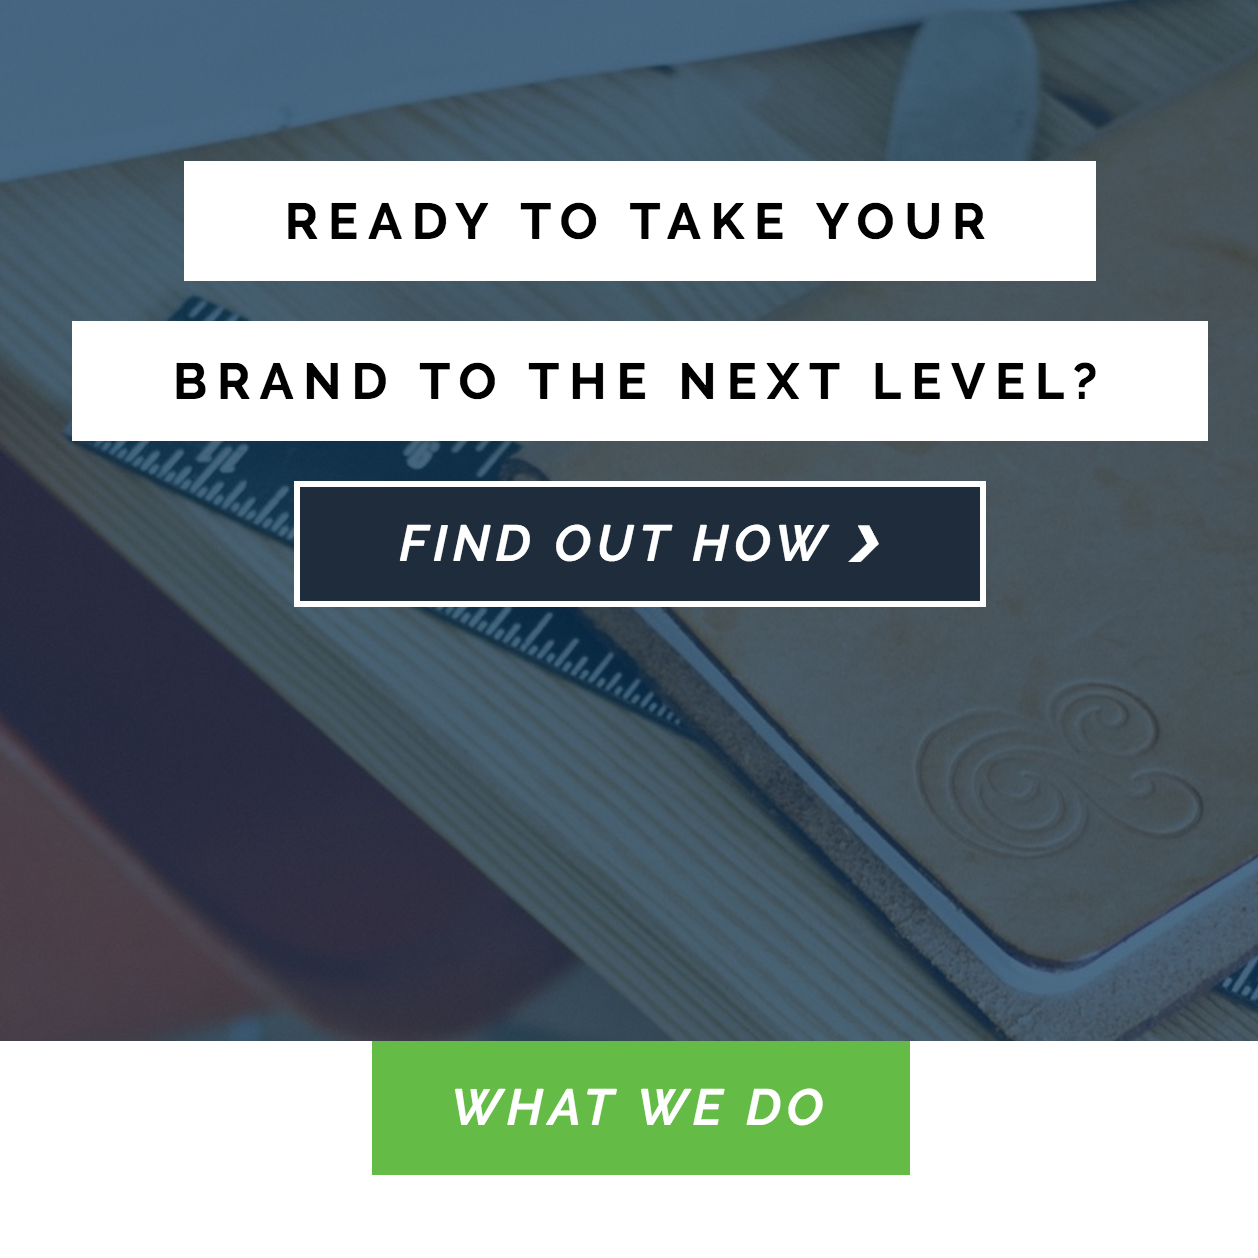 READY TO TAKE YOUR
BRAND TO THE NEXT LEVEL?
FIND OUT HOW ❯
&
WHAT WE DO